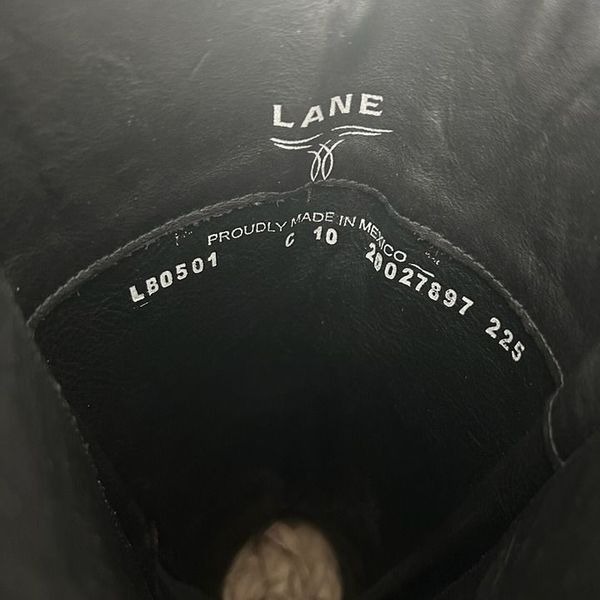 LANE
PROUDLY MADE IN MEXICO
LB0501 C 10 20027897 225